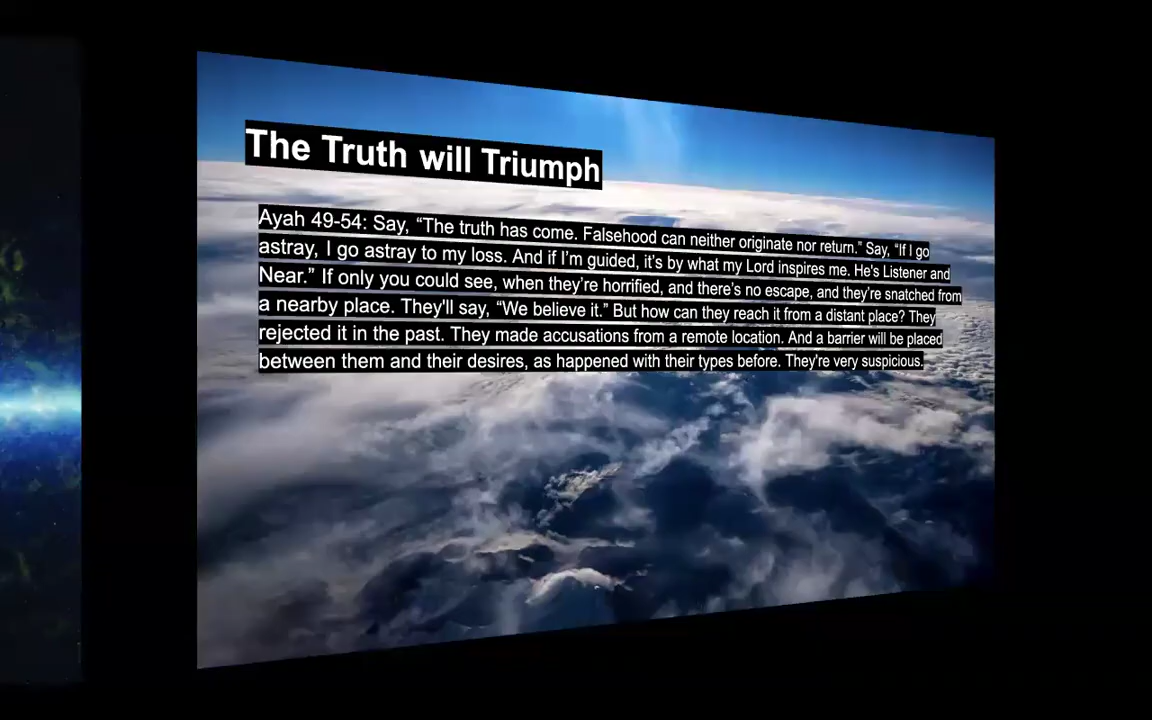 The Truth will Triumph
Ayah 49-54: Say, “The truth has come. Falsehood can neither originate nor return.” Say, “If I go
astray, I go astray to my loss. And if I’m guided, it’s by what my Lord inspires me. He's Listener and
Near.” If only you could see, when they’re horrified, and there’s no escape, and they’re snatched from
a nearby place. They'll say, “We believe it.” But how can they reach it from a distant place? They
rejected it in the past. They made accusations from a remote location. And a barrier will be placed
between them and their desires, as happened with their types before. They're very suspicious.